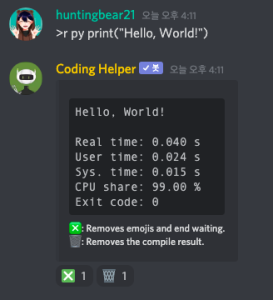 huntingbear21 오늘 오후 4:11
>r py print("Hello, World!")
Coding Helper ✓ 봇 오늘 오후 4:11
Hello, World!
Real time: 0.040 s
User time: 0.024 s
Sys. time: 0.015 s
CPU share: 99.00 %
Exit code: 0
❎: Removes emojis and end waiting.
🗑: Removes the compile result.
❎ 1 🗑 1